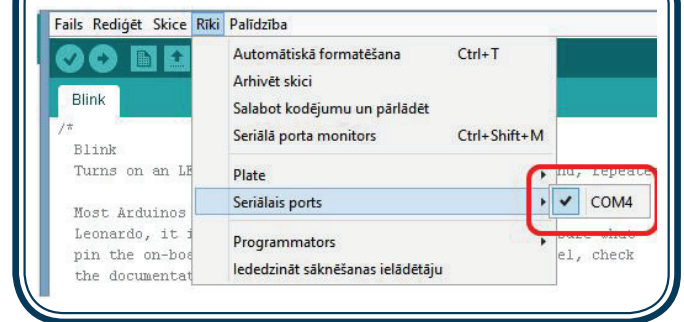 Fails Rediģēt Skice Rīki Palīdzība
Automātiskā formatēšana Ctrl+T
Arhivēt skici
Salabot kodējumu un pārlādēt
Seriālā porta monitors Ctrl+Shift+M
Plate
Seriālais ports
COM4
Programmators
Iededzināt sāknēšanas ielādētāju
Blink
/*
Blink
Turns on an LE
Most Arduinos
Leonardo, it i
pin the on-boa el, check
the documentat